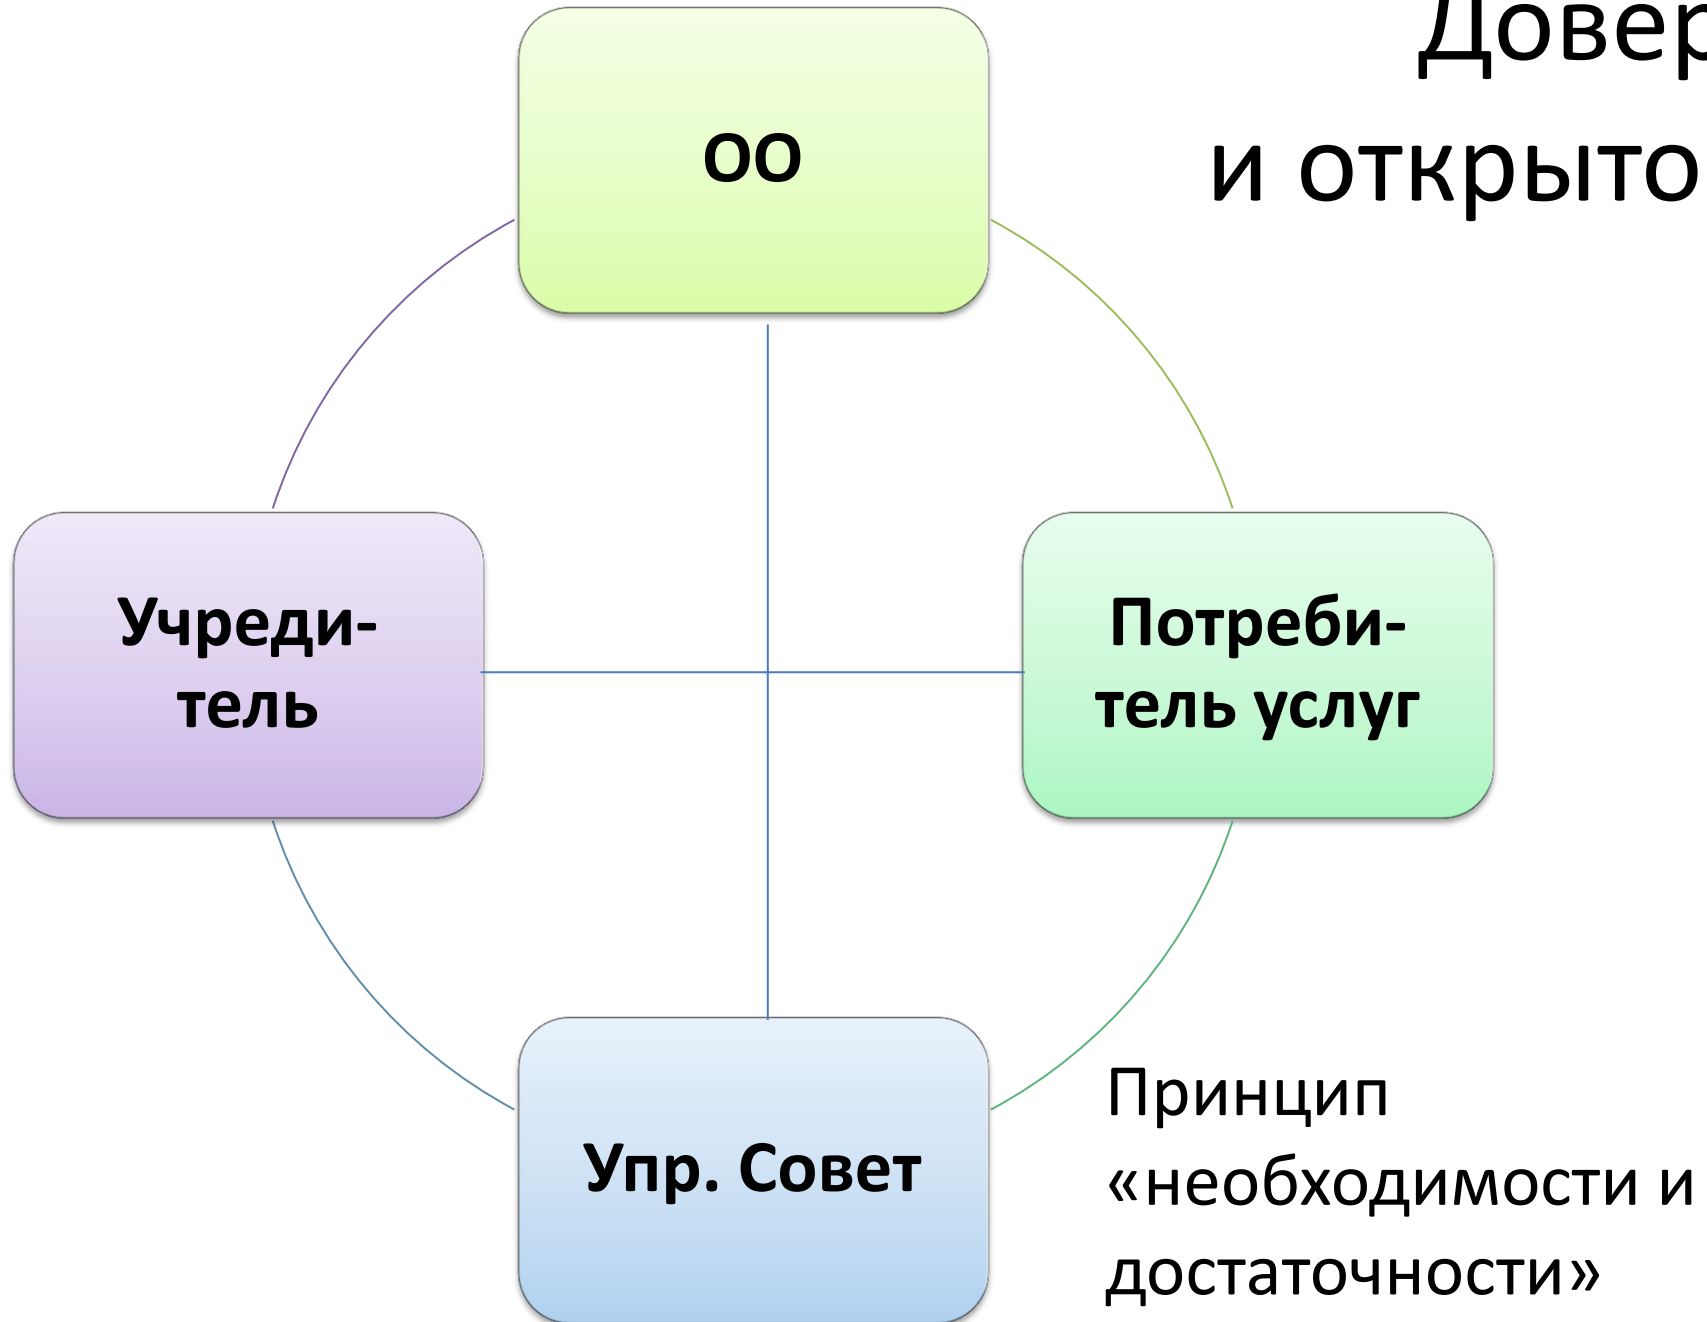 Довер
и открыто
ОО
Учреди-
тель
Потреби-
тель услуг
Упр. Совет
Принцип
«необходимости и
достаточности»